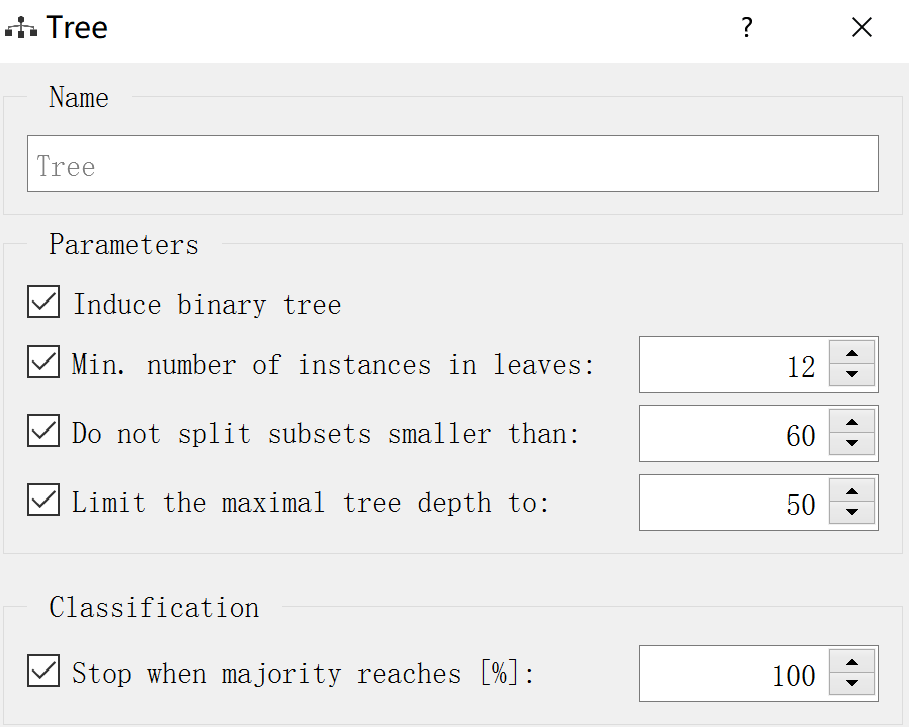 Tree
?
Name
Tree
Parameters
Induce binary tree
Min. number of instances in leaves: 12
Do not split subsets smaller than: 60
Limit the maximal tree depth to: 50
Classification
Stop when majority reaches [%]: 100